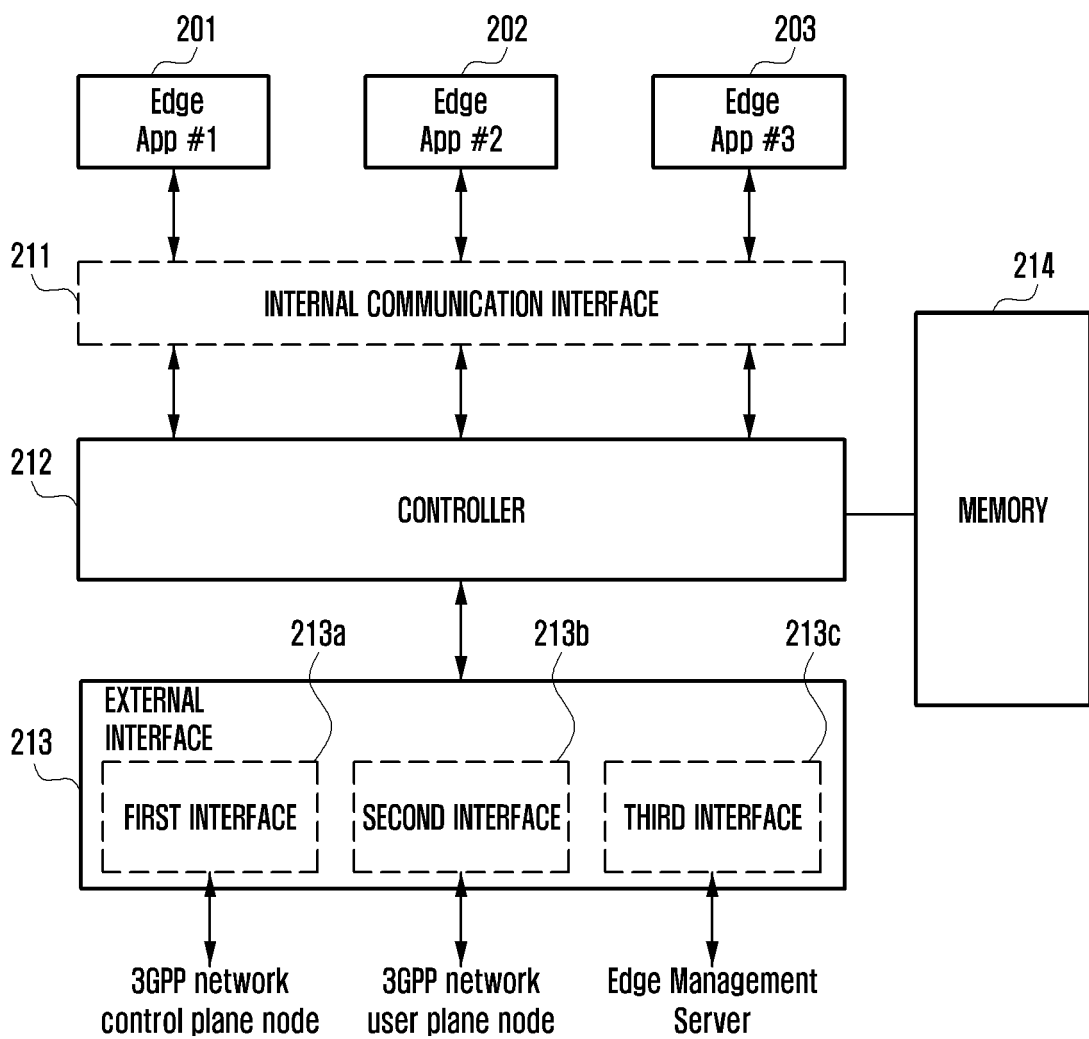 201
202
203
Edge
App #1
Edge
App #2
Edge
App #3
211
INTERNAL COMMUNICATION INTERFACE
214
212
CONTROLLER
MEMORY
213a
213b
213c
EXTERNAL
INTERFACE
213
FIRST INTERFACE
SECOND INTERFACE
THIRD INTERFACE
3GPP network
control plane node
3GPP network
user plane node
Edge Management
Server